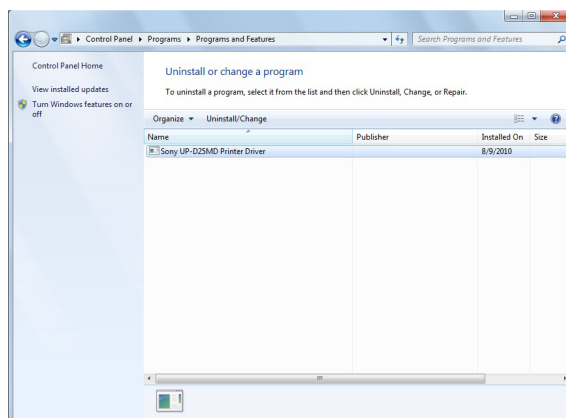 Control Panel ▸ Programs ▸ Programs and Features
Search Programs and Features
Control Panel Home
View installed updates
Turn Windows features on or
off
Uninstall or change a program
To uninstall a program, select it from the list and then click Uninstall, Change, or Repair.
Organize Uninstall/Change
Name Publisher Installed On Size
Sony UP-D25MD Printer Driver 8/9/2010